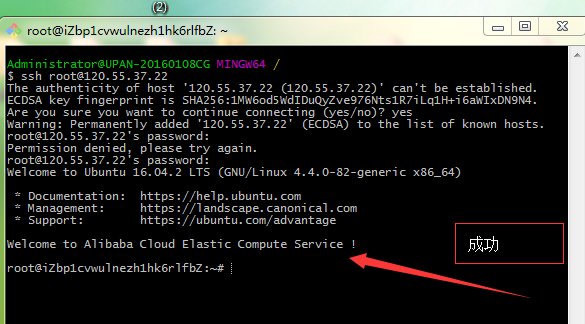 (2)
root@iZbp1cvwulnezh1hk6rlfbZ: ~
Administrator@UPAN-20160108CG MINGW64 /
$ ssh root@120.55.37.22
The authenticity of host '120.55.37.22 (120.55.37.22)' can't be established.
ECDSA key fingerprint is SHA256:1MW6od5WdIDuQyZve976Nts1R7iLq1H+i6aWIxDN9N4.
Are you sure you want to continue connecting (yes/no)? yes
Warning: Permanently added '120.55.37.22' (ECDSA) to the list of known hosts.
root@120.55.37.22's password:
Permission denied, please try again.
root@120.55.37.22's password:
Welcome to Ubuntu 16.04.2 LTS (GNU/Linux 4.4.0-82-generic x86_64)
* Documentation:  https://help.ubuntu.com
* Management:     https://landscape.canonical.com
* Support:        https://ubuntu.com/advantage
Welcome to Alibaba Cloud Elastic Compute Service !
成功
root@iZbp1cvwulnezh1hk6rlfbZ:~#